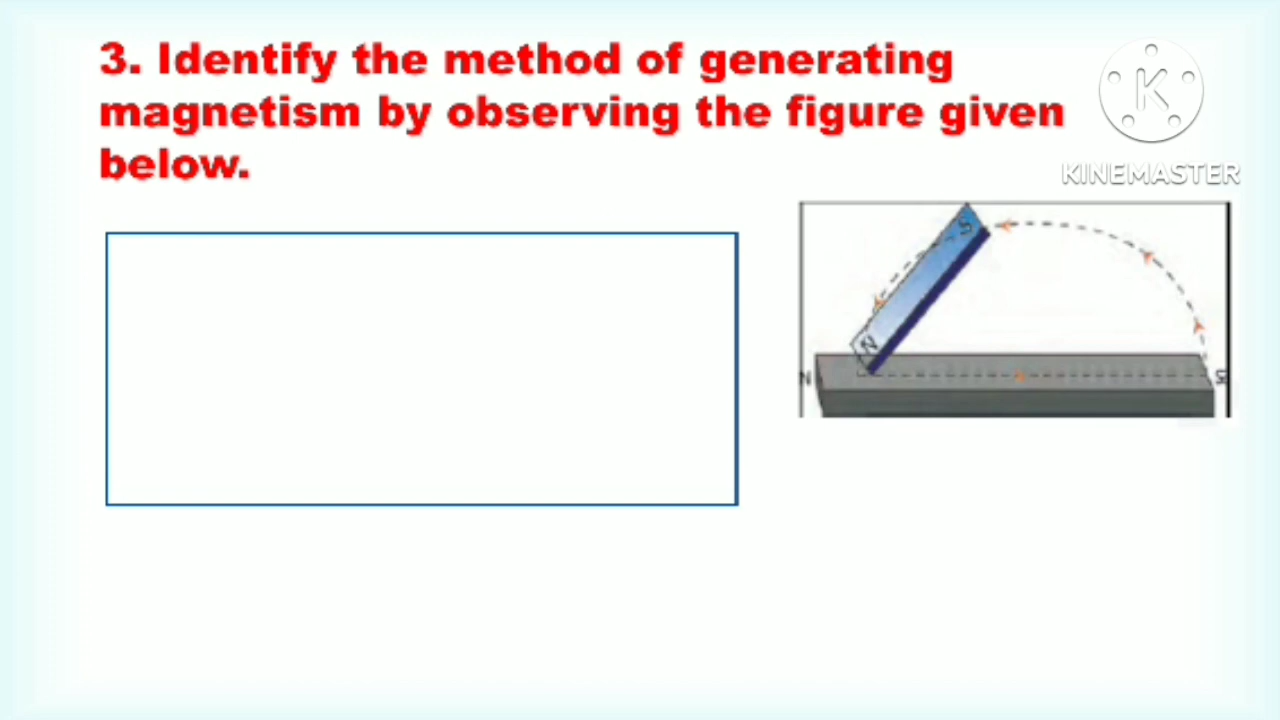 3. Identify the method of generating
magnetism by observing the figure given
below.
K
KINEMASTER
S
N
N
S